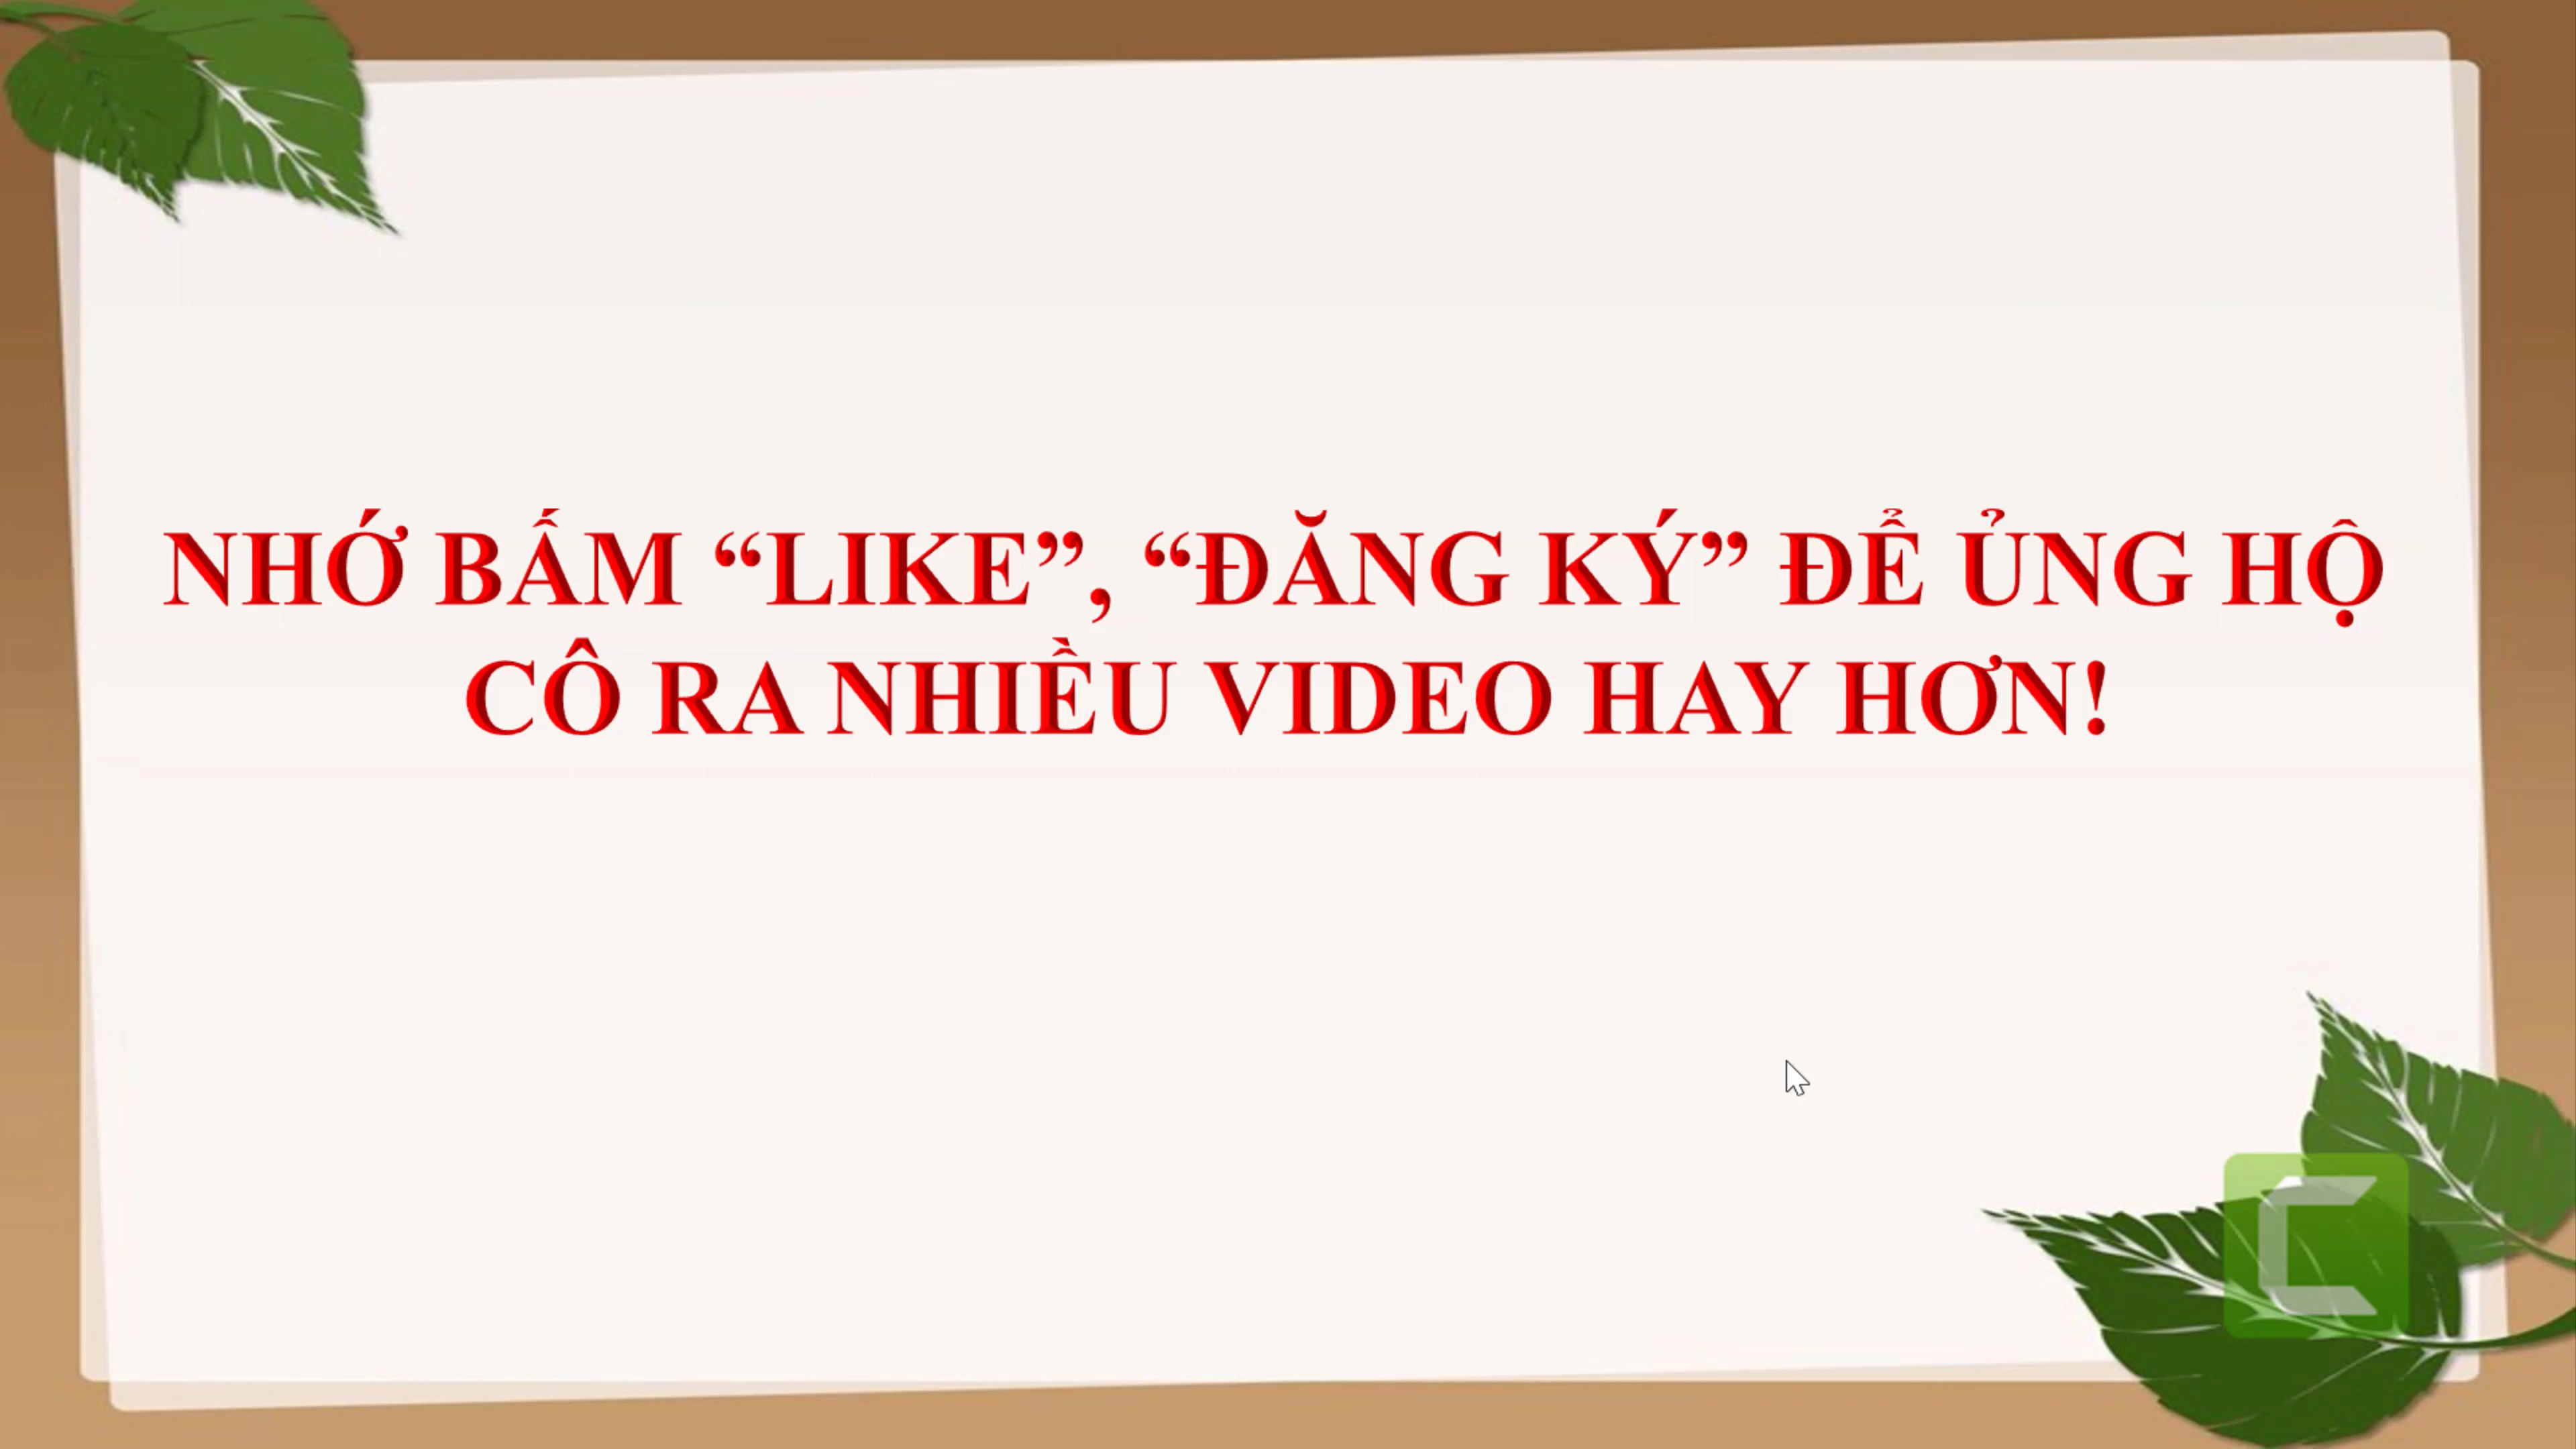 NHỚ BẤM “LIKE”, “ĐĂNG KÝ” ĐỂ ỦNG HỘ
CÔ RA NHIỀU VIDEO HAY HƠN!